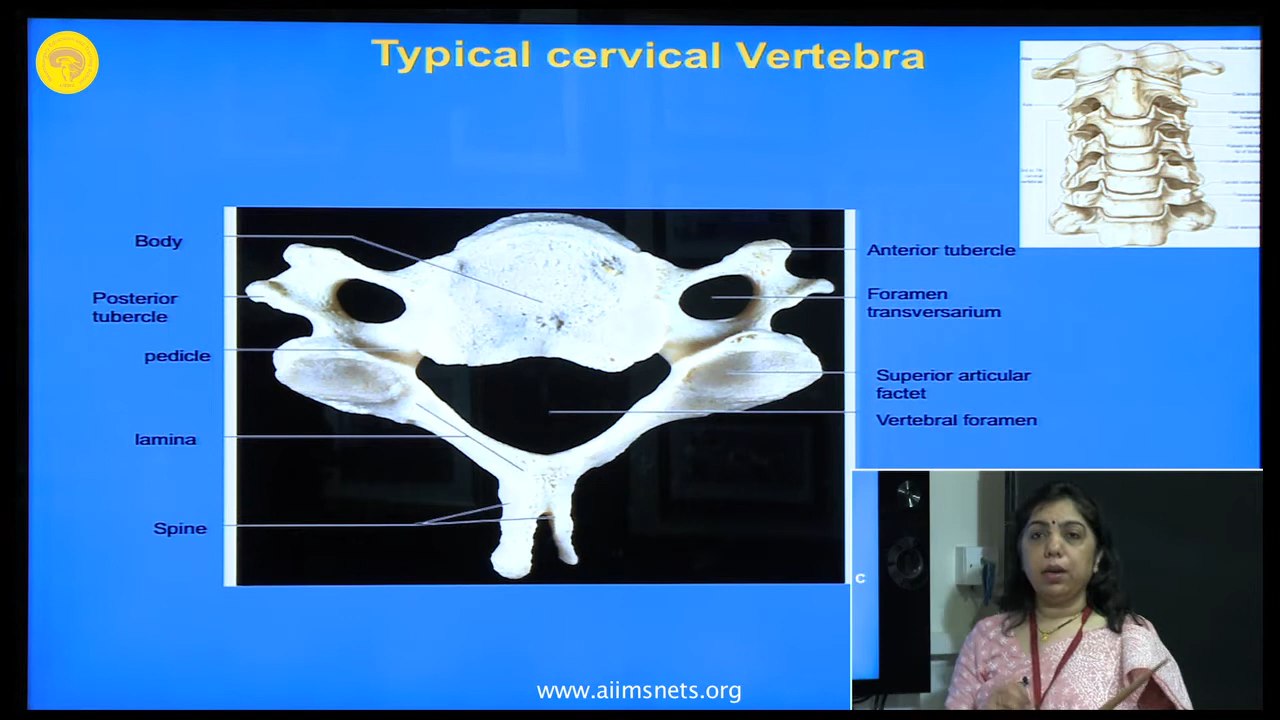 Typical cervical Vertebra
Body
Posterior
tubercle
pedicle
lamina
Spine
Anterior tubercle
Foramen
transversarium
Superior articular
factet
Vertebral foramen
C
www.aiimsnets.org